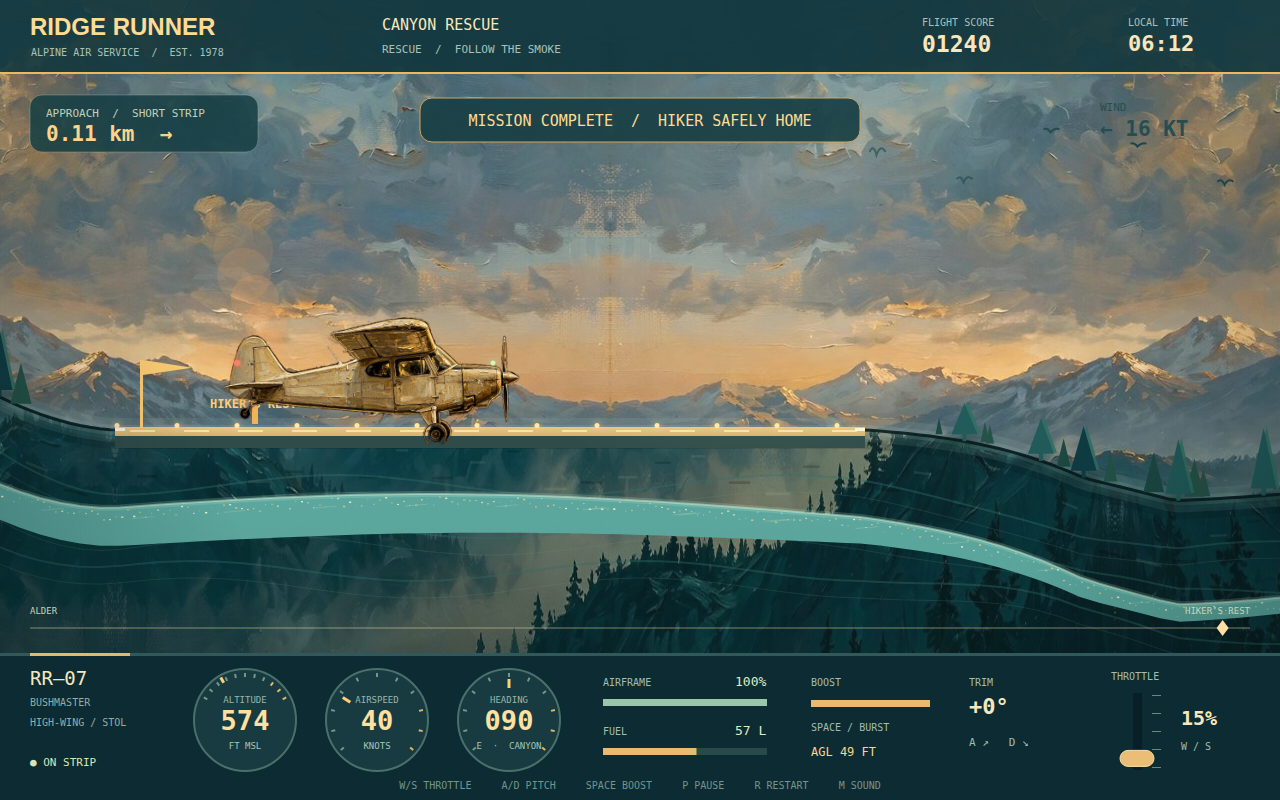 RIDGE RUNNER
ALPINE AIR SERVICE / EST. 1978
CANYON RESCUE
RESCUE / FOLLOW THE SMOKE
FLIGHT SCORE
01240
LOCAL TIME
06:12
APPROACH / SHORT STRIP
0.11 km →
MISSION COMPLETE / HIKER SAFELY HOME
WIND
← 16 KT
HIKER'S REST
ALDER
HIKER'S REST
RR—07
BUSHMASTER
HIGH-WING / STOL
● ON STRIP
ALTITUDE
574
FT MSL
AIRSPEED
40
KNOTS
HEADING
090
E · CANYON
AIRFRAME 100%
FUEL 57 L
BOOST
SPACE / BURST
AGL 49 FT
TRIM
+0°
A ↗ D ↘
THROTTLE
15%
W / S
W/S THROTTLE A/D PITCH SPACE BOOST P PAUSE R RESTART M SOUND